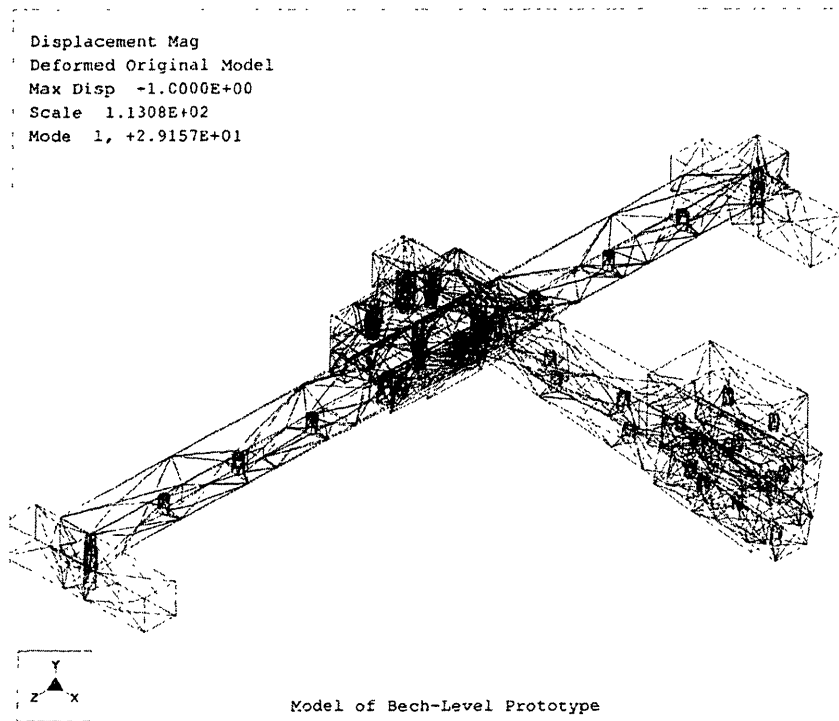 Displacement Mag
Deformed Original Model
Max Disp +1.0000E+00
Scale 1.1308E+02
Mode 1, +2.9157E+01
Y
Z X
Model of Bech-Level Prototype